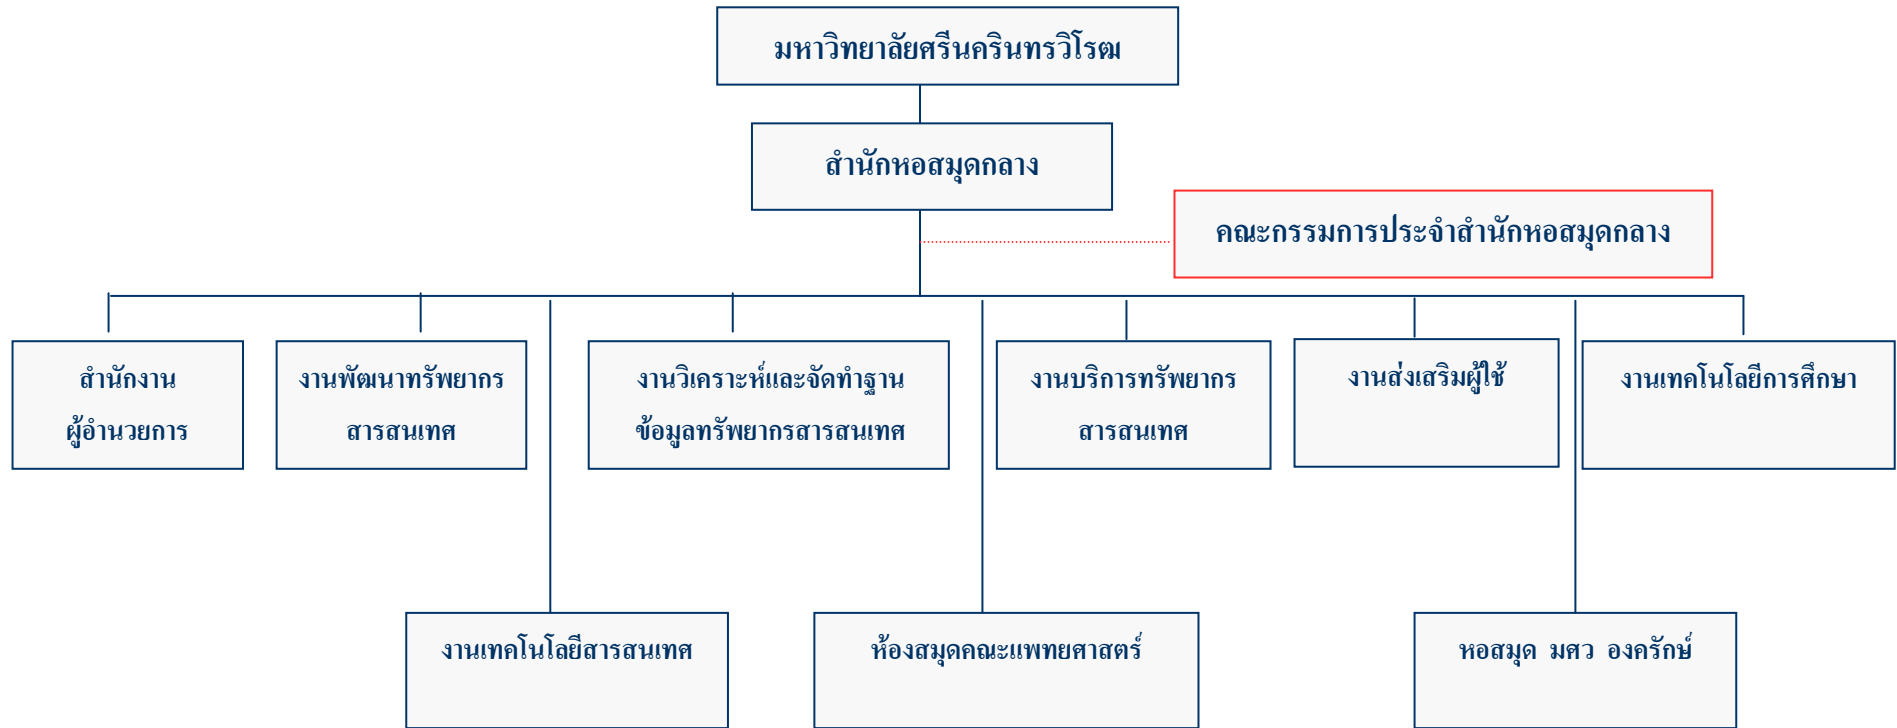 มหาวิทยาลัยศรีนครินทรวิโรฒ
สำนักหอสมุดกลาง
คณะกรรมการประจำสำนักหอสมุดกลาง
สำนักงาน
ผู้อำนวยการ
งานพัฒนาทรัพยากร
สารสนเทศ
งานวิเคราะห์และจัดทำฐาน
ข้อมูลทรัพยากรสารสนเทศ
งานบริการทรัพยากร
สารสนเทศ
งานส่งเสริมผู้ใช้
งานเทคโนโลยีการศึกษา
งานเทคโนโลยีสารสนเทศ
ห้องสมุดคณะแพทยศาสตร์
หอสมุด มศว องครักษ์